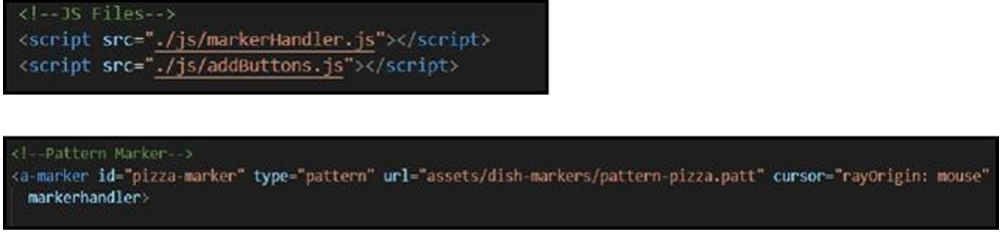 <!--JS Files-->
<script src="./js/markerHandler.js"></script>
<script src="./js/addButtons.js"></script>
<!--Pattern Marker-->
<a-marker id="pizza-marker" type="pattern" url="assets/dish-markers/pattern-pizza.patt" cursor="rayOrigin: mouse"
markerhandler>